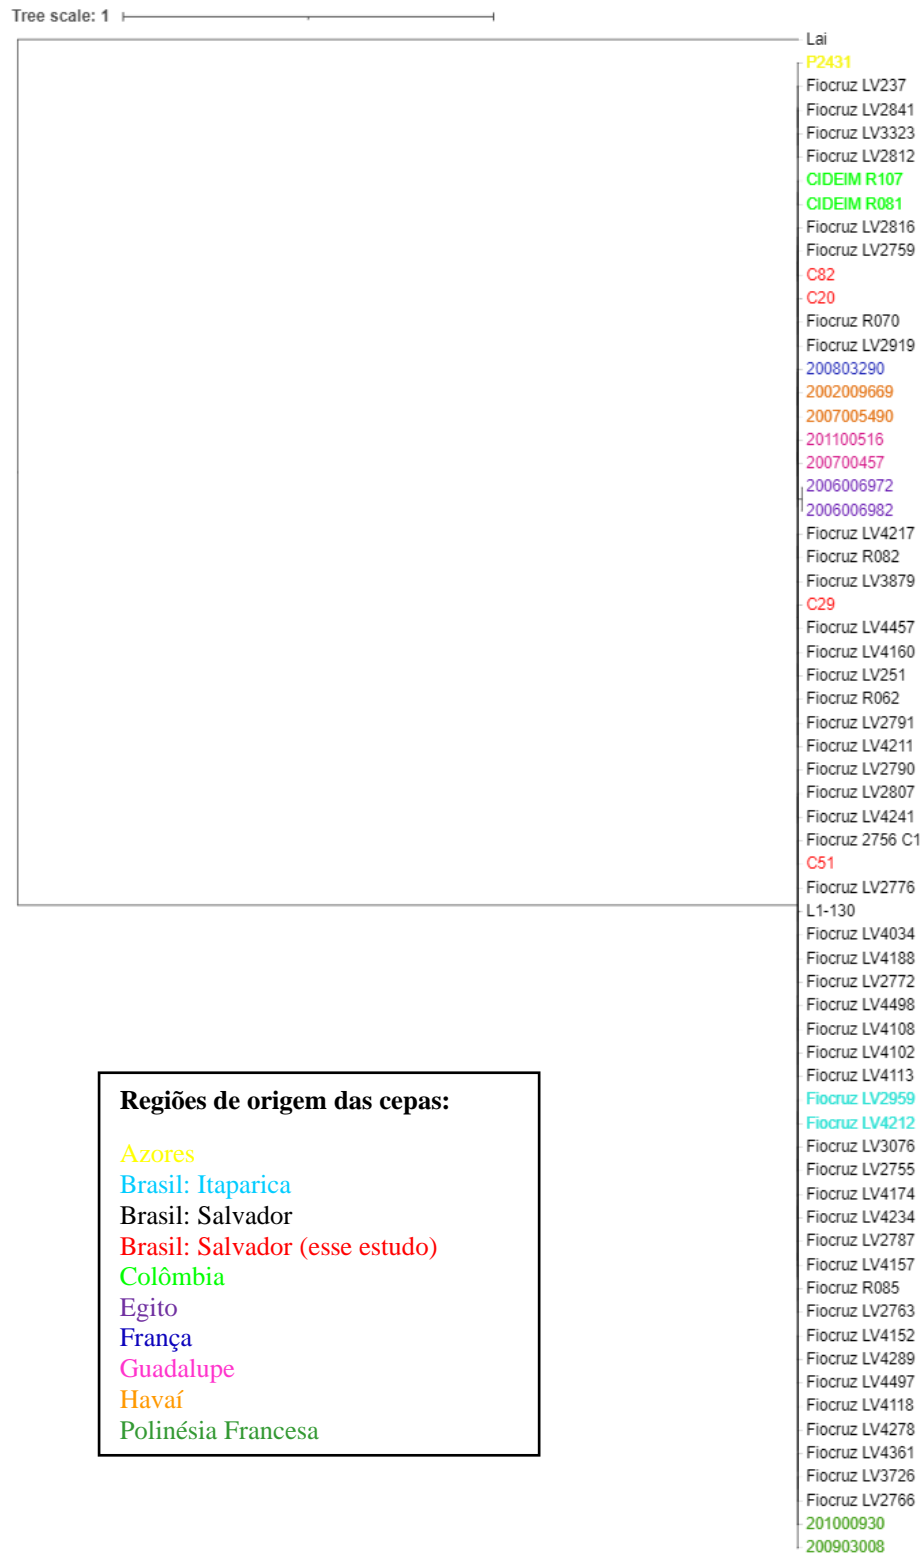 Tree scale: 1
Lai
P2431
Fiocruz LV237
Fiocruz LV2841
Fiocruz LV3323
Fiocruz LV2812
CIDEIM R107
CIDEIM R081
Fiocruz LV2816
Fiocruz LV2759
C82
C20
Fiocruz R070
Fiocruz LV2919
200803290
2002009669
2007005490
201100516
200700457
2006006972
2006006982
Fiocruz LV4217
Fiocruz R082
Fiocruz LV3879
C29
Fiocruz LV4457
Fiocruz LV4160
Fiocruz LV251
Fiocruz R062
Fiocruz LV2791
Fiocruz LV4211
Fiocruz LV2790
Fiocruz LV2807
Fiocruz LV4241
Fiocruz 2756 C1
C51
Fiocruz LV2776
L1-130
Fiocruz LV4034
Fiocruz LV4188
Fiocruz LV2772
Fiocruz LV4498
Fiocruz LV4108
Fiocruz LV4102
Fiocruz LV4113
Fiocruz LV2959
Fiocruz LV4212
Fiocruz LV3076
Fiocruz LV2755
Fiocruz LV4174
Fiocruz LV4234
Fiocruz LV2787
Fiocruz LV4157
Fiocruz R085
Fiocruz LV2763
Fiocruz LV4152
Fiocruz LV4289
Fiocruz LV4497
Fiocruz LV4118
Fiocruz LV4278
Fiocruz LV4361
Fiocruz LV3726
Fiocruz LV2766
201000930
200903008
Regiões de origem das cepas:
Azores
Brasil: Itaparica
Brasil: Salvador
Brasil: Salvador (esse estudo)
Colômbia
Egito
França
Guadalupe
Havaí
Polinésia Francesa